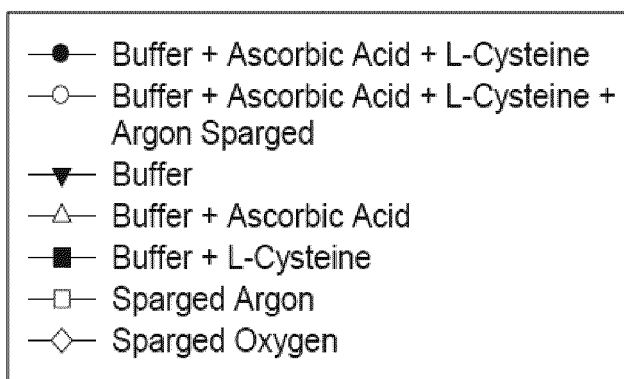 Buffer + Ascorbic Acid + L-Cysteine
Buffer + Ascorbic Acid + L-Cysteine +
Argon Sparged
Buffer
Buffer + Ascorbic Acid
Buffer + L-Cysteine
Sparged Argon
Sparged Oxygen